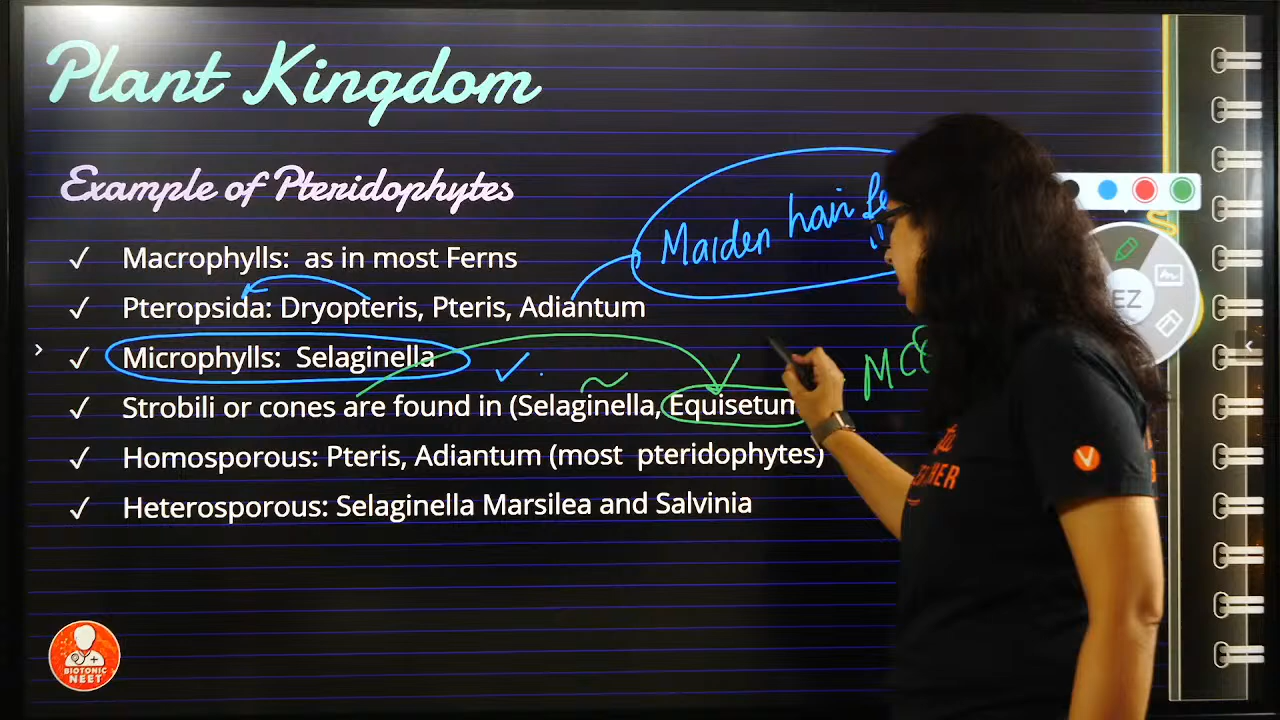 Plant Kingdom
Example of Pteridophytes
✓ Macrophylls: as in most Ferns
Maiden hair
✓ Pteropsida: Dryopteris, Pteris, Adiantum
✓ Microphylls: Selaginella
✓ Strobili or cones are found in (Selaginella,
✓ Homosporous: Pteris, Adiantum (most pteridophytes)
✓ Heterosporous: Selaginella Marsilea and Salvinia
EZ
BIOTONIC
NEET